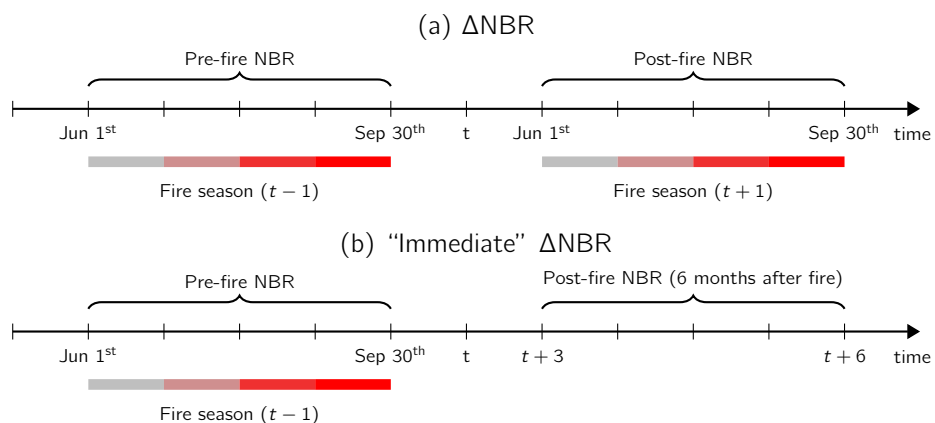 (a) ΔNBR
Pre-fire NBR Post-fire NBR
Jun 1st Sep 30th t Jun 1st Sep 30th time
Fire season (t − 1) Fire season (t + 1)
(b) “Immediate” ΔNBR
Pre-fire NBR Post-fire NBR (6 months after fire)
Jun 1st Sep 30th t t + 3 t + 6 time
Fire season (t − 1)